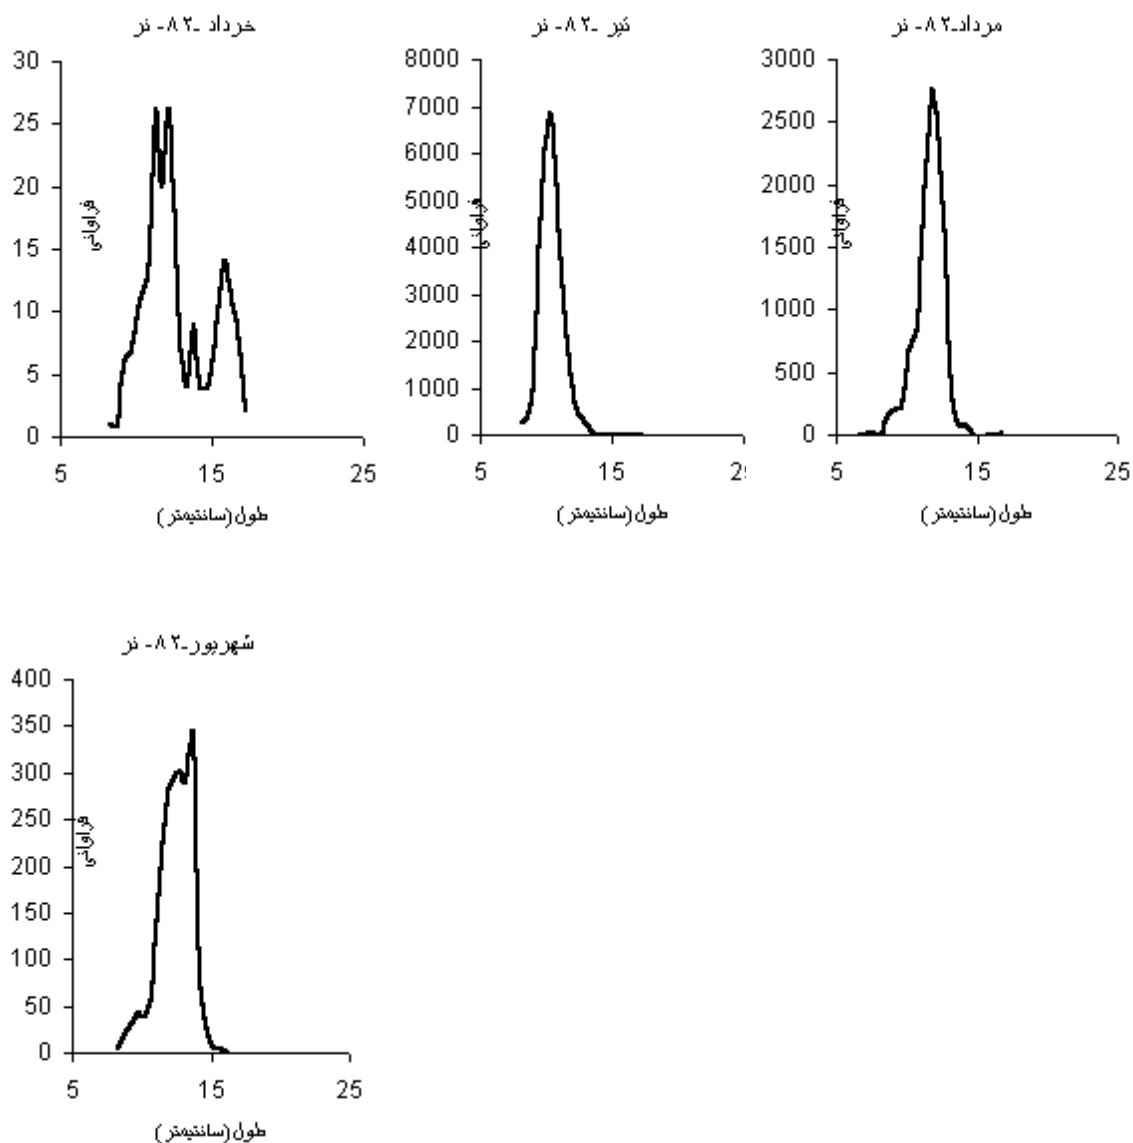 خرداد -۸۲- نر
30
25
20
15
10
5
0
فراوانی
5 15 25
طول(سانتیمتر)
تیر -۸۲- نر
8000
7000
6000
5000
4000
3000
2000
1000
0
فراوانی
5 15 25
طول(سانتیمتر)
مرداد-۸۲- نر
3000
2500
2000
1500
1000
500
0
فراوانی
5 15 25
طول(سانتیمتر)
شهریور-۸۲- نر
400
350
300
250
200
150
100
50
0
فراوانی
5 15 25
طول(سانتیمتر)